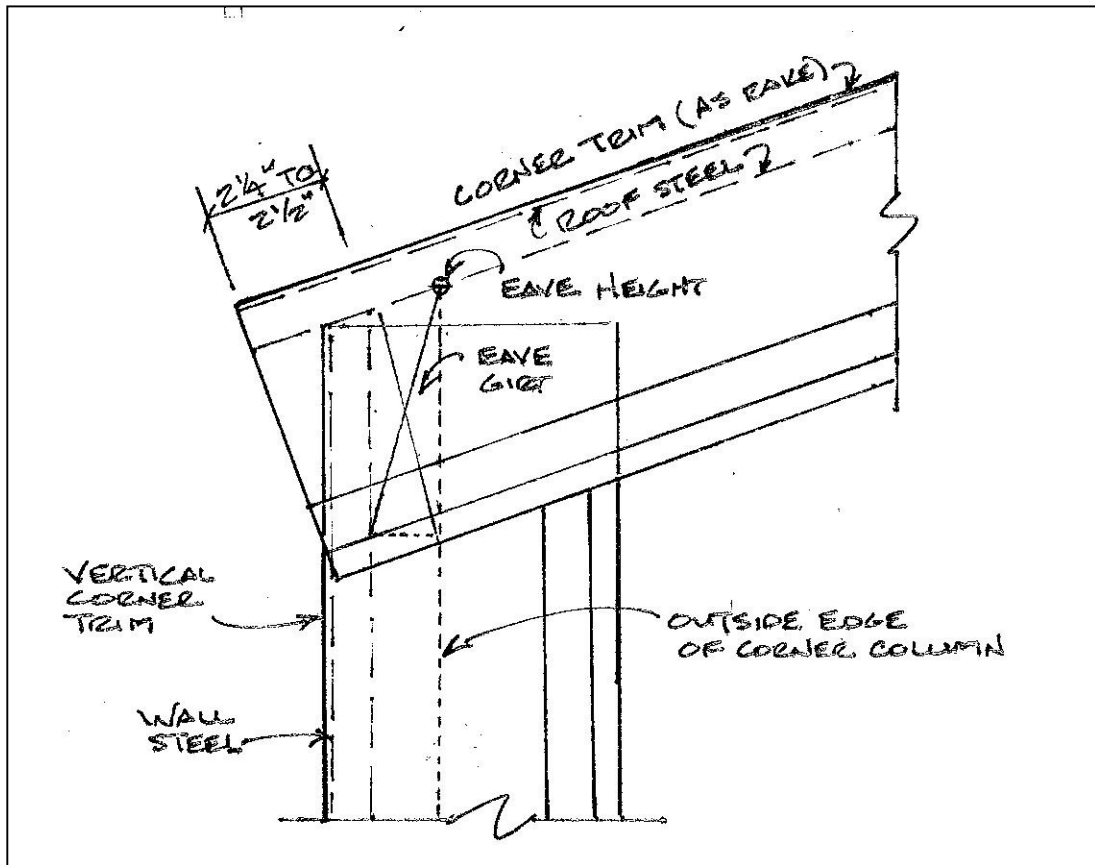 CORNER TRIM (AS RAKE)
ROOF STEEL
2¼" TO
2½"
EAVE HEIGHT
EAVE
GIRT
VERTICAL
CORNER
TRIM
OUTSIDE EDGE
OF CORNER COLUMN
WALL
STEEL